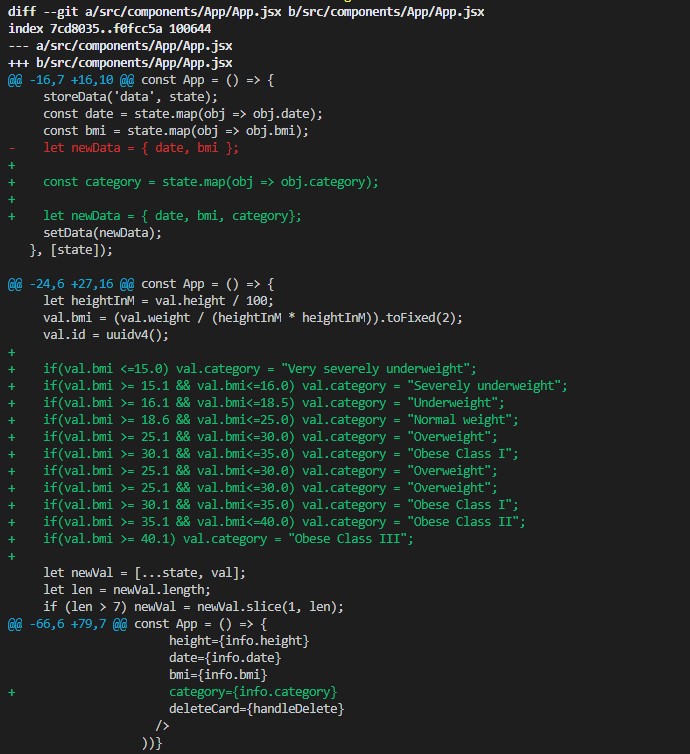 diff --git a/src/components/App/App.jsx b/src/components/App/App.jsx
index 7cd8035..f0fcc5a 100644
--- a/src/components/App/App.jsx
+++ b/src/components/App/App.jsx
@@ -16,7 +16,10 @@ const App = () => {
     storeData('data', state);
     const date = state.map(obj => obj.date);
     const bmi = state.map(obj => obj.bmi);
-    let newData = { date, bmi };
+
+    const category = state.map(obj => obj.category);
+
+    let newData = { date, bmi, category};
     setData(newData);
   }, [state]);
@@ -24,6 +27,16 @@ const App = () => {
     let heightInM = val.height / 100;
     val.bmi = (val.weight / (heightInM * heightInM)).toFixed(2);
     val.id = uuidv4();
+
+    if(val.bmi <=15.0) val.category = "Very severely underweight";
+    if(val.bmi >= 15.1 && val.bmi<=16.0) val.category = "Severely underweight";
+    if(val.bmi >= 16.1 && val.bmi<=18.5) val.category = "Underweight";
+    if(val.bmi >= 18.6 && val.bmi<=25.0) val.category = "Normal weight";
+    if(val.bmi >= 25.1 && val.bmi<=30.0) val.category = "Overweight";
+    if(val.bmi >= 30.1 && val.bmi<=35.0) val.category = "Obese Class I";
+    if(val.bmi >= 25.1 && val.bmi<=30.0) val.category = "Overweight";
+    if(val.bmi >= 25.1 && val.bmi<=30.0) val.category = "Overweight";
+    if(val.bmi >= 30.1 && val.bmi<=35.0) val.category = "Obese Class I";
+    if(val.bmi >= 35.1 && val.bmi<=40.0) val.category = "Obese Class II";
+    if(val.bmi >= 40.1) val.category = "Obese Class III";
+
     let newVal = [...state, val];
     let len = newVal.length;
     if (len > 7) newVal = newVal.slice(1, len);
@@ -66,6 +79,7 @@ const App = () => {
                       height={info.height}
                       date={info.date}
                       bmi={info.bmi}
+                      category={info.category}
                       deleteCard={handleDelete}
                     />
                   ))}